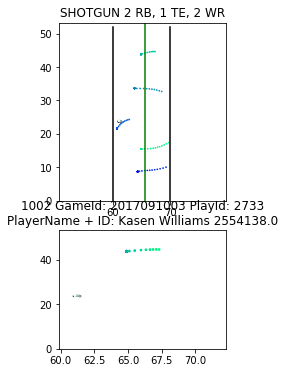 SHOTGUN 2 RB, 1 TE, 2 WR
50
40
30
20
10
0
60 70
1002 GameId: 2017091003 PlayId: 2733
PlayerName + ID: Kasen Williams 2554138.0
40
20
0
60.0 62.5 65.0 67.5 70.0